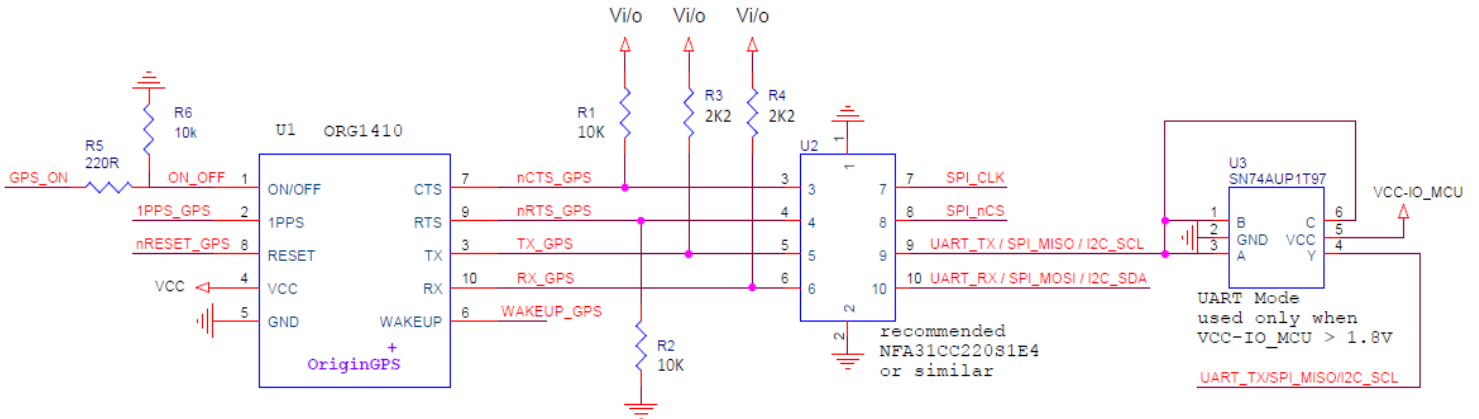 Vi/o Vi/o Vi/o
R6
10k
R5
220R
GPS_ON
ON_OFF
1PPS_GPS
nRESET_GPS
VCC
U1 ORG1410
1 ON/OFF CTS 7
2 1PPS RTS 9
8 RESET TX 3
4 VCC RX 10
5 GND WAKEUP 6
+
OriginGPS
nCTS_GPS
nRTS_GPS
TX_GPS
RX_GPS
WAKEUP_GPS
R1
10K
R3
2K2
R4
2K2
R2
10K
U2
1
1
3 3 7 7 SPI_CLK
4 4 8 8 SPI_nCS
5 5 9 9 UART_TX / SPI_MISO / I2C_SCL
6 6 10 10 UART_RX / SPI_MOSI / I2C_SDA
2
2
recommended
NFA31CC220S1E4
or similar
U3
SN74AUP1T97
VCC-IO_MCU
1 B C 6
2 GND VCC 5
3 A Y 4
UART Mode
used only when
VCC-IO_MCU > 1.8V
UART_TX/SPI_MISO/I2C_SCL